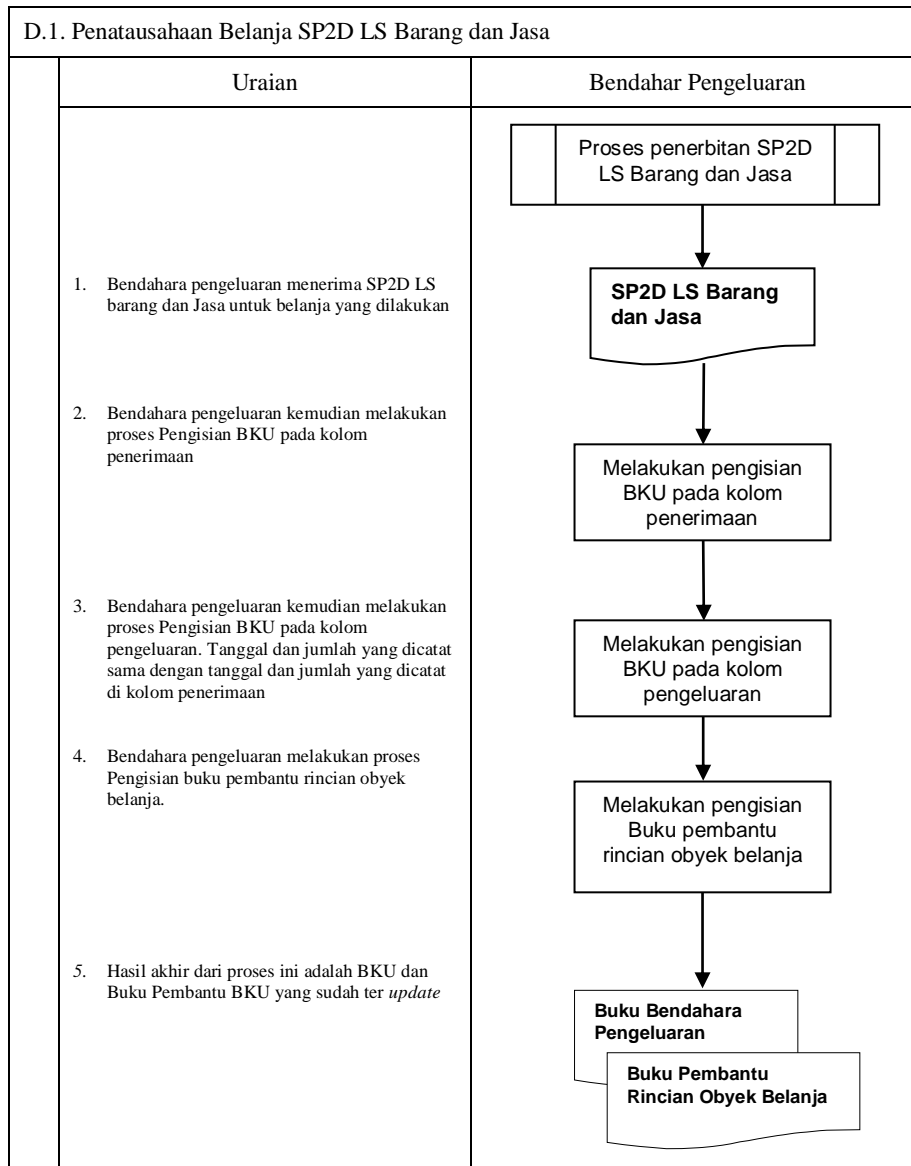 D.1. Penatausahaan Belanja SP2D LS Barang dan Jasa
Uraian
Bendahar Pengeluaran
Proses penerbitan SP2D
LS Barang dan Jasa
1. Bendahara pengeluaran menerima SP2D LS
barang dan Jasa untuk belanja yang dilakukan
SP2D LS Barang
dan Jasa
2. Bendahara pengeluaran kemudian melakukan
proses Pengisian BKU pada kolom
penerimaan
Melakukan pengisian
BKU pada kolom
penerimaan
3. Bendahara pengeluaran kemudian melakukan
proses Pengisian BKU pada kolom
pengeluaran. Tanggal dan jumlah yang dicatat
sama dengan tanggal dan jumlah yang dicatat
di kolom penerimaan
Melakukan pengisian
BKU pada kolom
pengeluaran
4. Bendahara pengeluaran melakukan proses
Pengisian buku pembantu rincian obyek
belanja.
Melakukan pengisian
Buku pembantu
rincian obyek belanja
5. Hasil akhir dari proses ini adalah BKU dan
Buku Pembantu BKU yang sudah ter update
Buku Bendahara
Pengeluaran
Buku Pembantu
Rincian Obyek Belanja